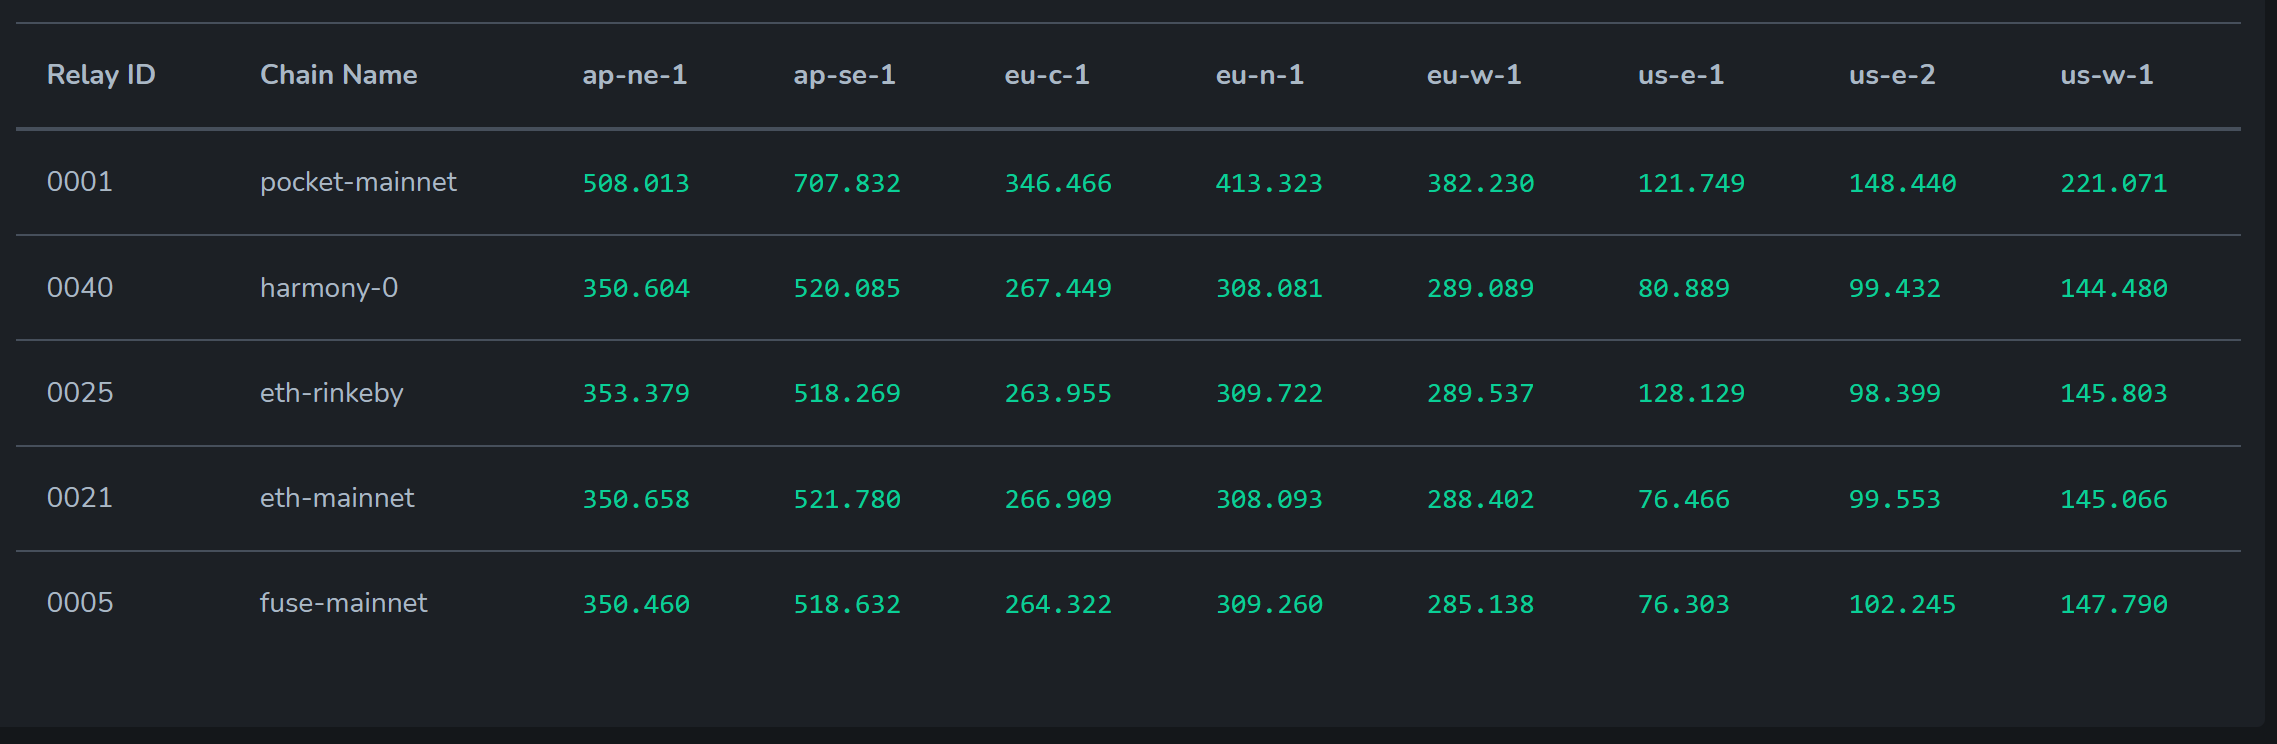 Relay ID Chain Name ap-ne-1 ap-se-1 eu-c-1 eu-n-1 eu-w-1 us-e-1 us-e-2 us-w-1
0001 pocket-mainnet 508.013 707.832 346.466 413.323 382.230 121.749 148.440 221.071
0040 harmony-0 350.604 520.085 267.449 308.081 289.089 80.889 99.432 144.480
0025 eth-rinkeby 353.379 518.269 263.955 309.722 289.537 128.129 98.399 145.803
0021 eth-mainnet 350.658 521.780 266.909 308.093 288.402 76.466 99.553 145.066
0005 fuse-mainnet 350.460 518.632 264.322 309.260 285.138 76.303 102.245 147.790